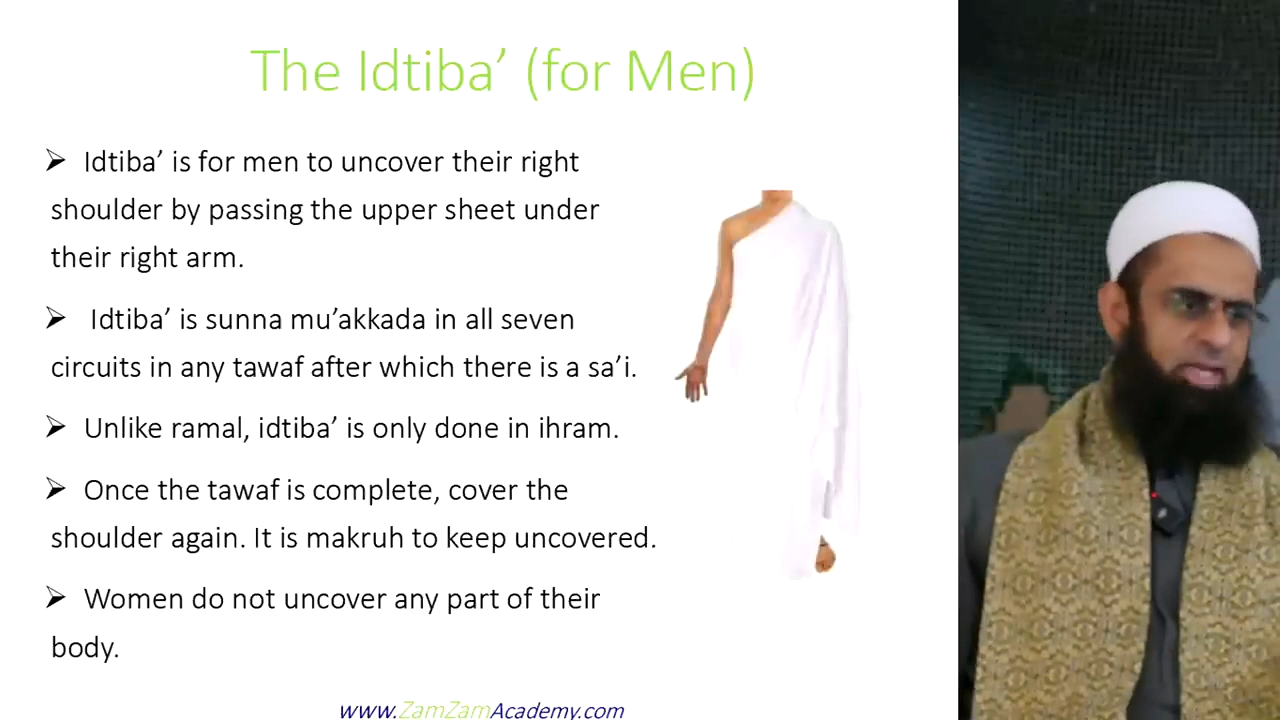 The Idtiba’ (for Men)
➢ Idtiba’ is for men to uncover their right
shoulder by passing the upper sheet under
their right arm.
➢ Idtiba’ is sunna mu’akkada in all seven
circuits in any tawaf after which there is a sa’i.
➢ Unlike ramal, idtiba’ is only done in ihram.
➢ Once the tawaf is complete, cover the
shoulder again. It is makruh to keep uncovered.
➢ Women do not uncover any part of their
body.
www.ZamZamAcademy.com